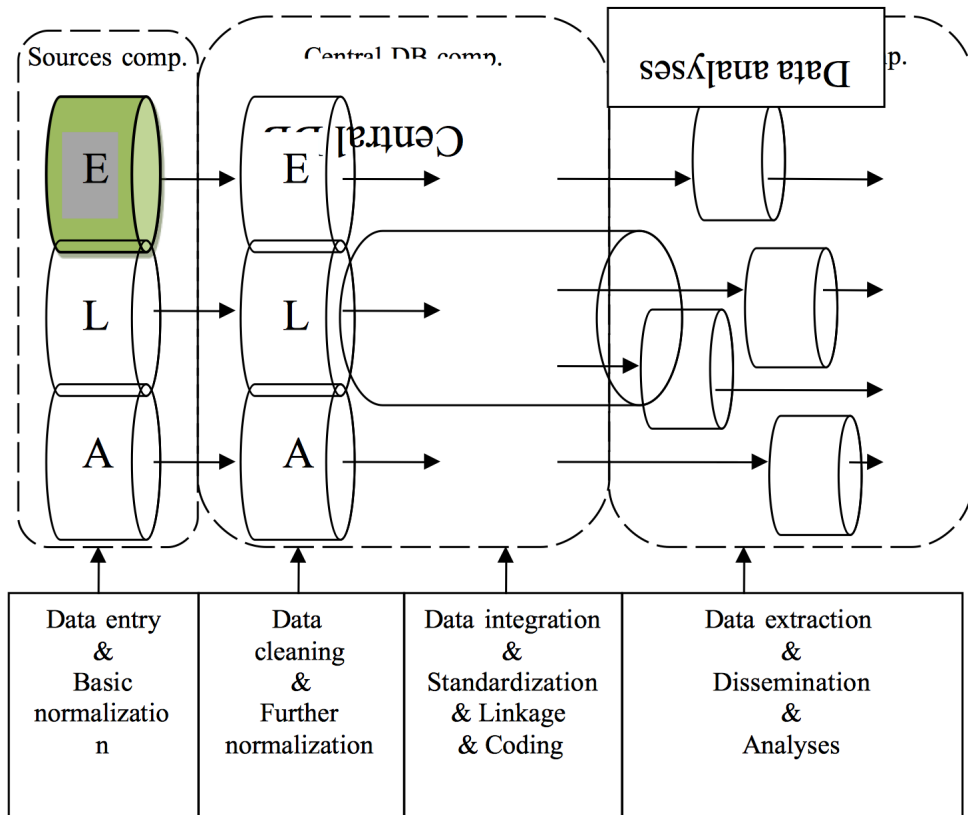 Sources comp.
Central DB comp.
Data analyses
E
E
Central
L
L
A
A
Data entry
&
Basic
normalizatio
n
Data
cleaning
&
Further
normalization
Data integration
&
Standardization
& Linkage
& Coding
Data extraction
&
Dissemination
&
Analyses